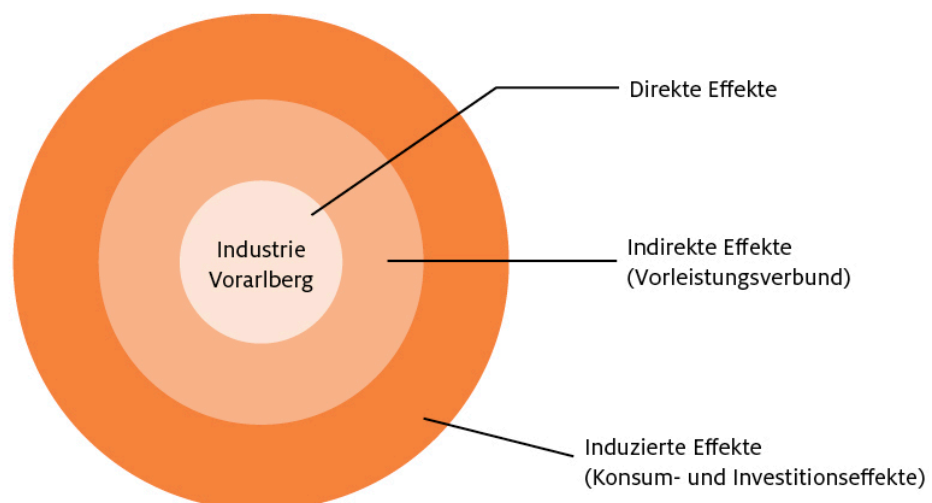 Direkte Effekte
Industrie
Vorarlberg
Indirekte Effekte
(Vorleistungsverbund)
Induzierte Effekte
(Konsum- und Investitionseffekte)